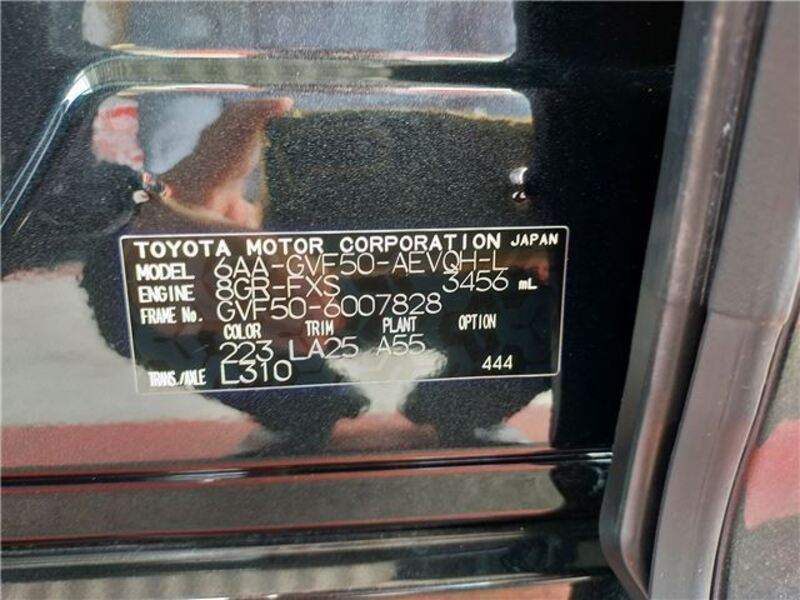 TOYOTA MOTOR CORPORATION JAPAN
MODEL 6AA-GVF50-AEVQH-L
ENGINE 8GR-FXS 3456 mL
FRAME No. GVF50-6007828
COLOR TRIM PLANT OPTION
223 LA25 A55
TRANS./AXLE L310 444